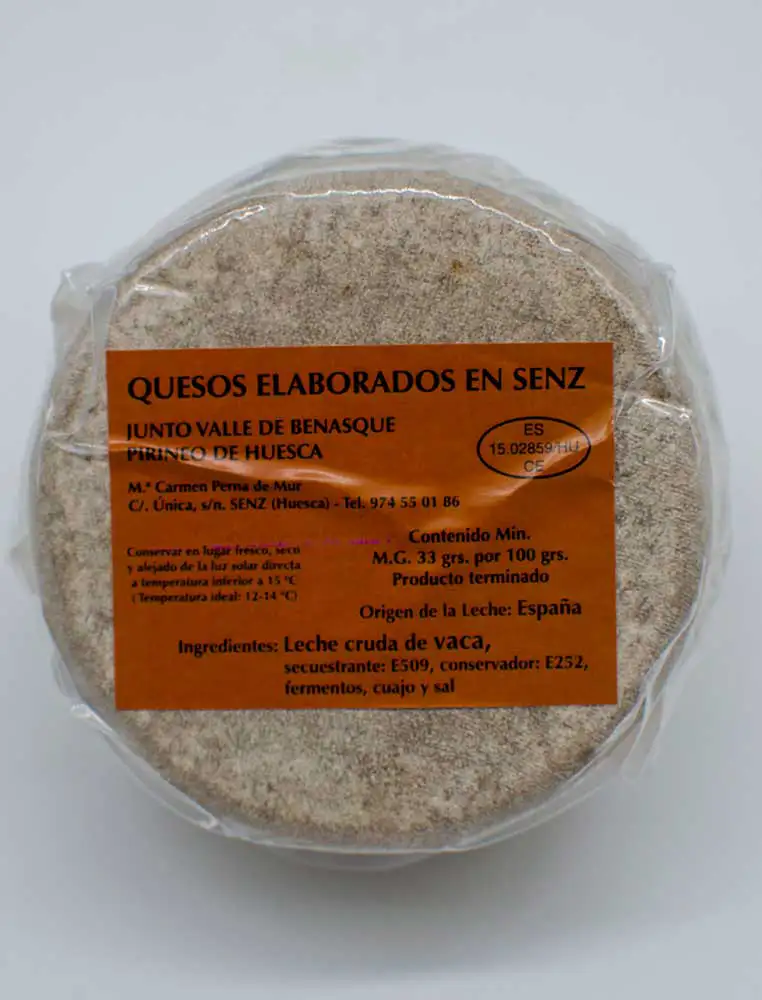 QUESOS ELABORADOS EN SENZ
JUNTO VALLE DE BENASQUE
PIRINEO DE HUESCA
ES
15.02859/HU
CE
M.ª Carmen Perna de Mur
C/. Única, s/n. SENZ (Huesca) - Tel. 974 55 01 86
Conservar en lugar fresco, seco
y alejado de la luz solar directa
a temperatura inferior a 15 °C
(Temperatura ideal: 12-14 °C)
Contenido Mín.
M.G. 33 grs. por 100 grs.
Producto terminado
Origen de la Leche: España
Ingredientes: Leche cruda de vaca,
secuestrante: E509, conservador: E252,
fermentos, cuajo y sal